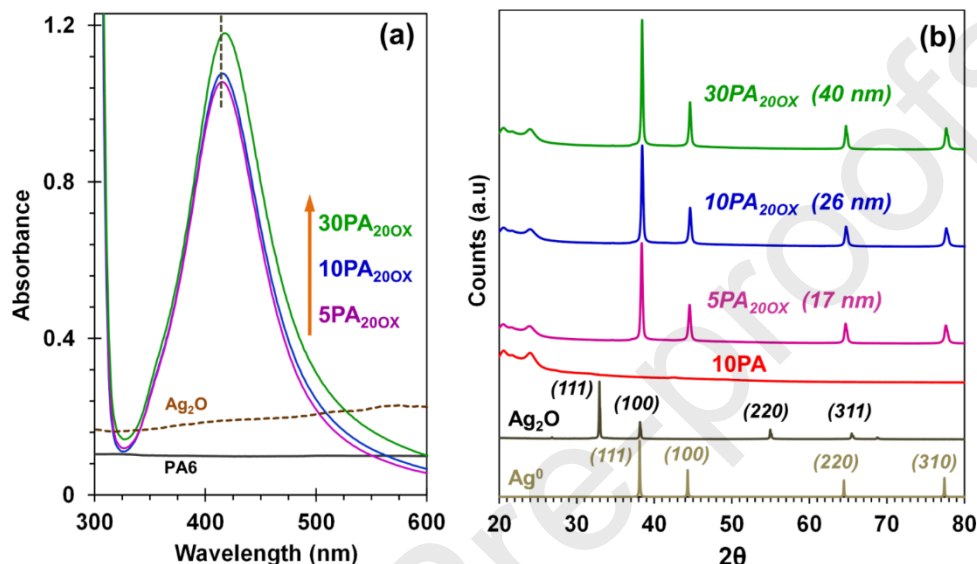 (a)
1.2
0.8
0.4
0
Absorbance
30PA₂₀OX
10PA₂₀OX
5PA₂₀OX
Ag₂O
PA6
300 400 500 600
Wavelength (nm)
(b)
Counts (a.u)
30PA₂₀OX (40 nm)
10PA₂₀OX (26 nm)
5PA₂₀OX (17 nm)
10PA
(111) (100) (220) (311)
Ag₂O
(111) (100) (220) (310)
Ag⁰
20 30 40 50 60 70 80
2θ
Pre-proofs